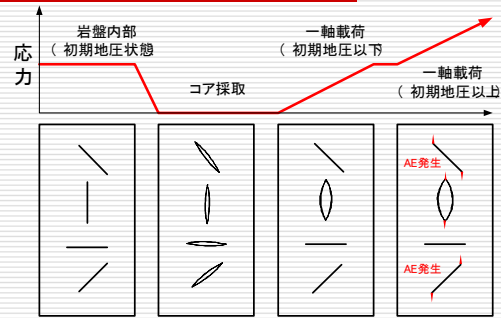 応力
岩盤内部
（ 初期地圧状態
コア採取
一軸載荷
（ 初期地圧以下
一軸載荷
（ 初期地圧以上
AE発生
AE発生